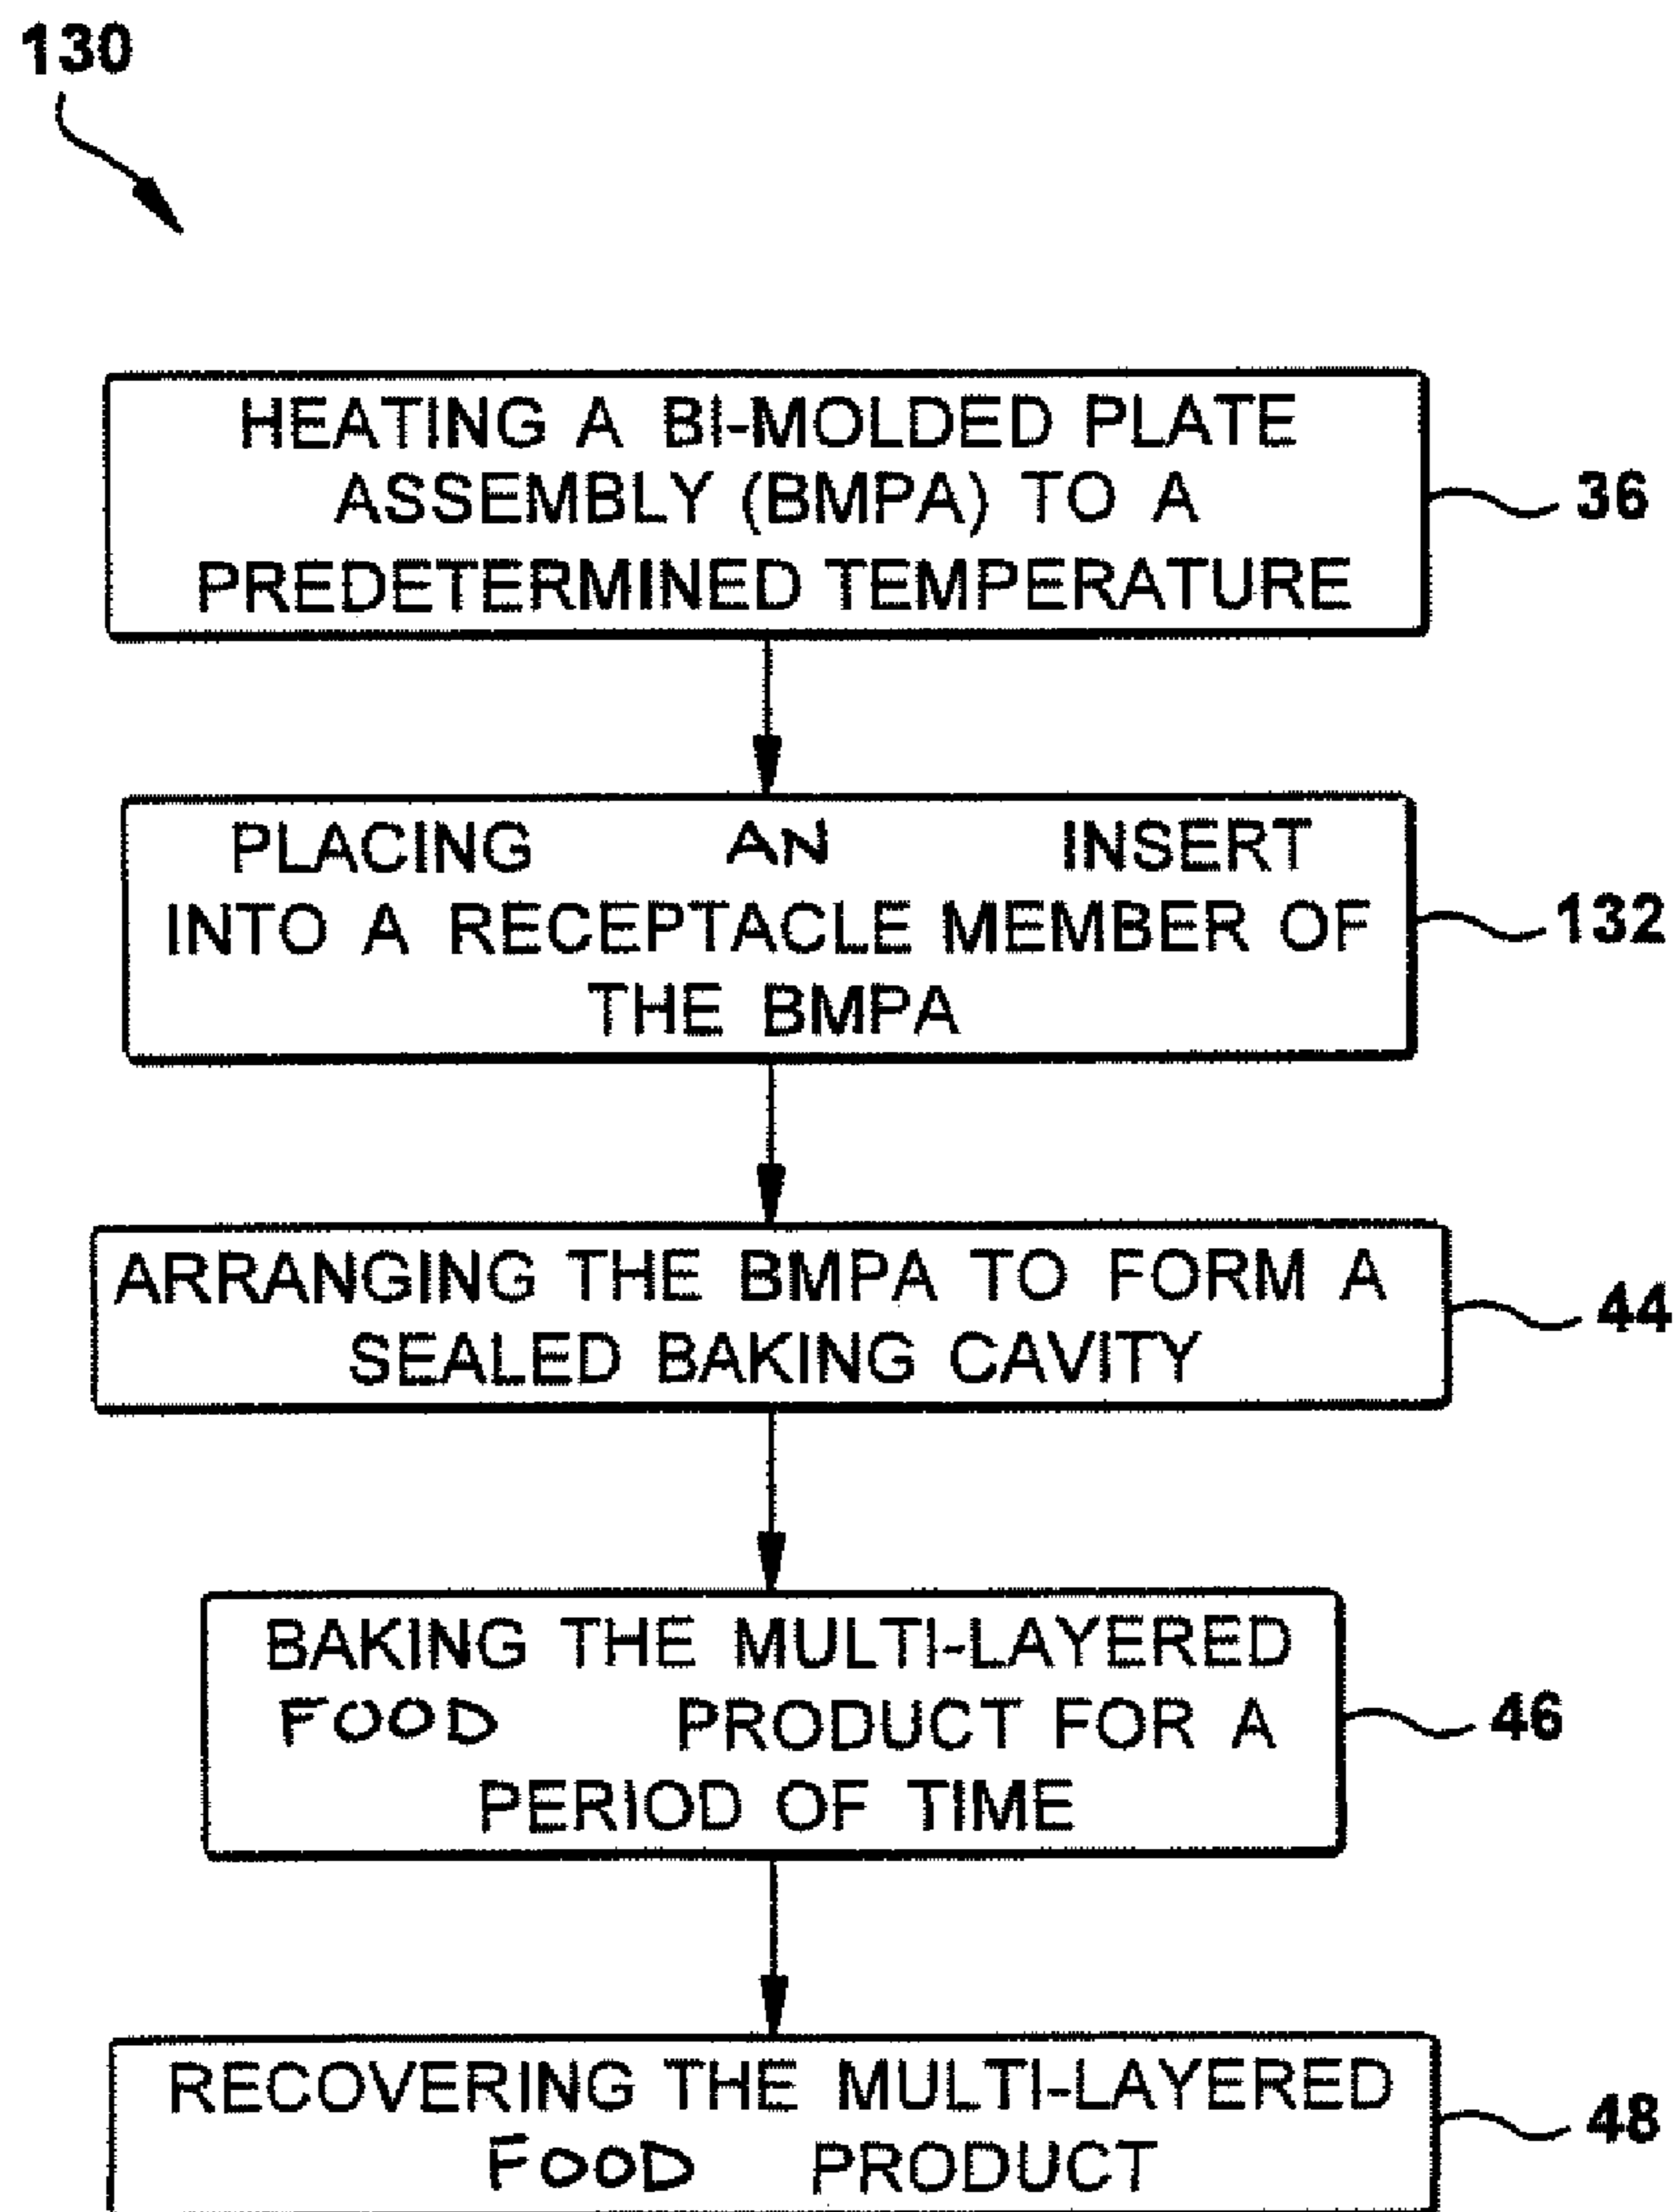 130
HEATING A BI-MOLDED PLATE
ASSEMBLY (BMPA) TO A
PREDETERMINED TEMPERATURE
36
PLACING AN INSERT
INTO A RECEPTACLE MEMBER OF
THE BMPA
132
ARRANGING THE BMPA TO FORM A
SEALED BAKING CAVITY
44
BAKING THE MULTI-LAYERED
FOOD PRODUCT FOR A
PERIOD OF TIME
46
RECOVERING THE MULTI-LAYERED
FOOD PRODUCT
48